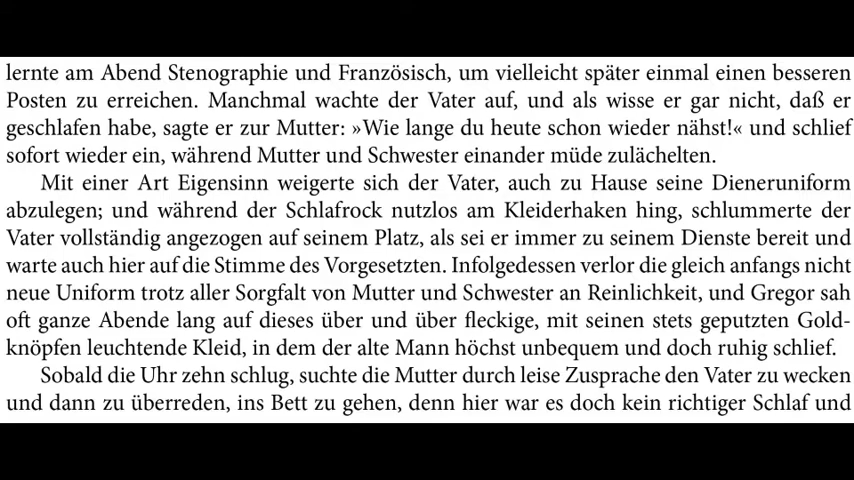 lernte am Abend Stenographie und Französisch, um vielleicht später einmal einen besseren
Posten zu erreichen. Manchmal wachte der Vater auf, und als wisse er gar nicht, daß er
geschlafen habe, sagte er zur Mutter: »Wie lange du heute schon wieder nähst!« und schlief
sofort wieder ein, während Mutter und Schwester einander müde zulächelten.
Mit einer Art Eigensinn weigerte sich der Vater, auch zu Hause seine Dieneruniform
abzulegen; und während der Schlafrock nutzlos am Kleiderhaken hing, schlummerte der
Vater vollständig angezogen auf seinem Platz, als sei er immer zu seinem Dienste bereit und
warte auch hier auf die Stimme des Vorgesetzten. Infolgedessen verlor die gleich anfangs nicht
neue Uniform trotz aller Sorgfalt von Mutter und Schwester an Reinlichkeit, und Gregor sah
oft ganze Abende lang auf dieses über und über fleckige, mit seinen stets geputzten Gold-
knöpfen leuchtende Kleid, in dem der alte Mann höchst unbequem und doch ruhig schlief.
Sobald die Uhr zehn schlug, suchte die Mutter durch leise Zusprache den Vater zu wecken
und dann zu überreden, ins Bett zu gehen, denn hier war es doch kein richtiger Schlaf und